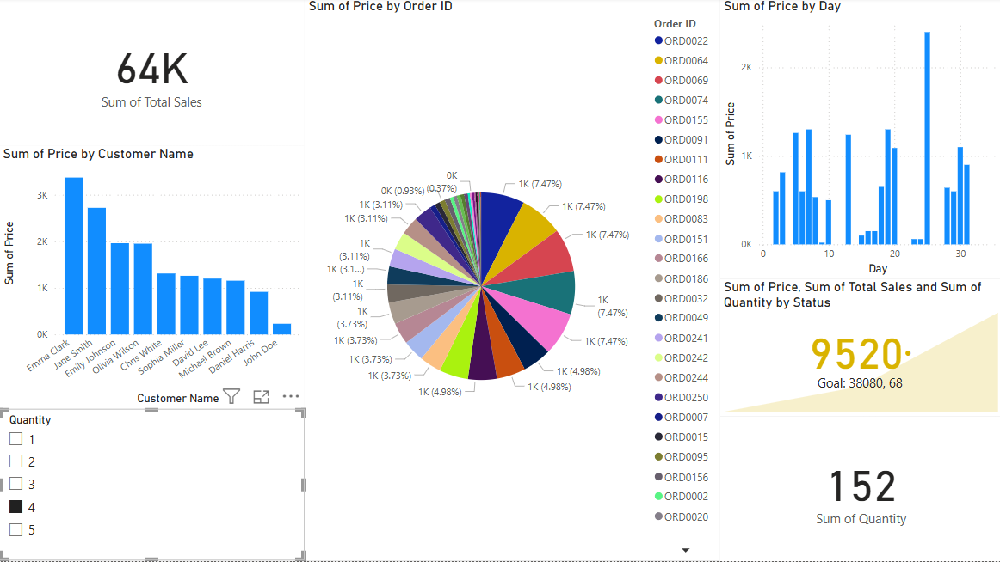 64K
Sum of Total Sales
Sum of Price by Customer Name
Sum of Price
3K
2K
1K
0K
Emma Clark
Jane Smith
Emily Johnson
Olivia Wilson
Chris White
Sophia Miller
David Lee
Michael Brown
Daniel Harris
John Doe
Customer Name
Quantity
1
2
3
4
5
Sum of Price by Order ID
1K (7.47%)
1K (7.47%)
1K (7.47%)
1K
(7.47%)
1K (7.47%)
1K (4.98%)
1K (4.98%)
1K (4.98%)
1K (3.73%)
1K (3.73%)
1K (3.73%)
1K
(3.73%)
1K
(3.11%)
1K (3.1...)
1K
(3.11%)
1K (3.11%)
1K (3.11%)
0K (0.93%)
(0.37%)
0K
Order ID
ORD0022
ORD0064
ORD0069
ORD0074
ORD0155
ORD0091
ORD0111
ORD0116
ORD0198
ORD0083
ORD0151
ORD0166
ORD0186
ORD0032
ORD0049
ORD0241
ORD0242
ORD0244
ORD0250
ORD0007
ORD0015
ORD0095
ORD0156
ORD0002
ORD0020
Sum of Price by Day
Sum of Price
2K
1K
0K
0
10
20
30
Day
Sum of Price, Sum of Total Sales and Sum of
Quantity by Status
9520
Goal: 38080, 68
152
Sum of Quantity